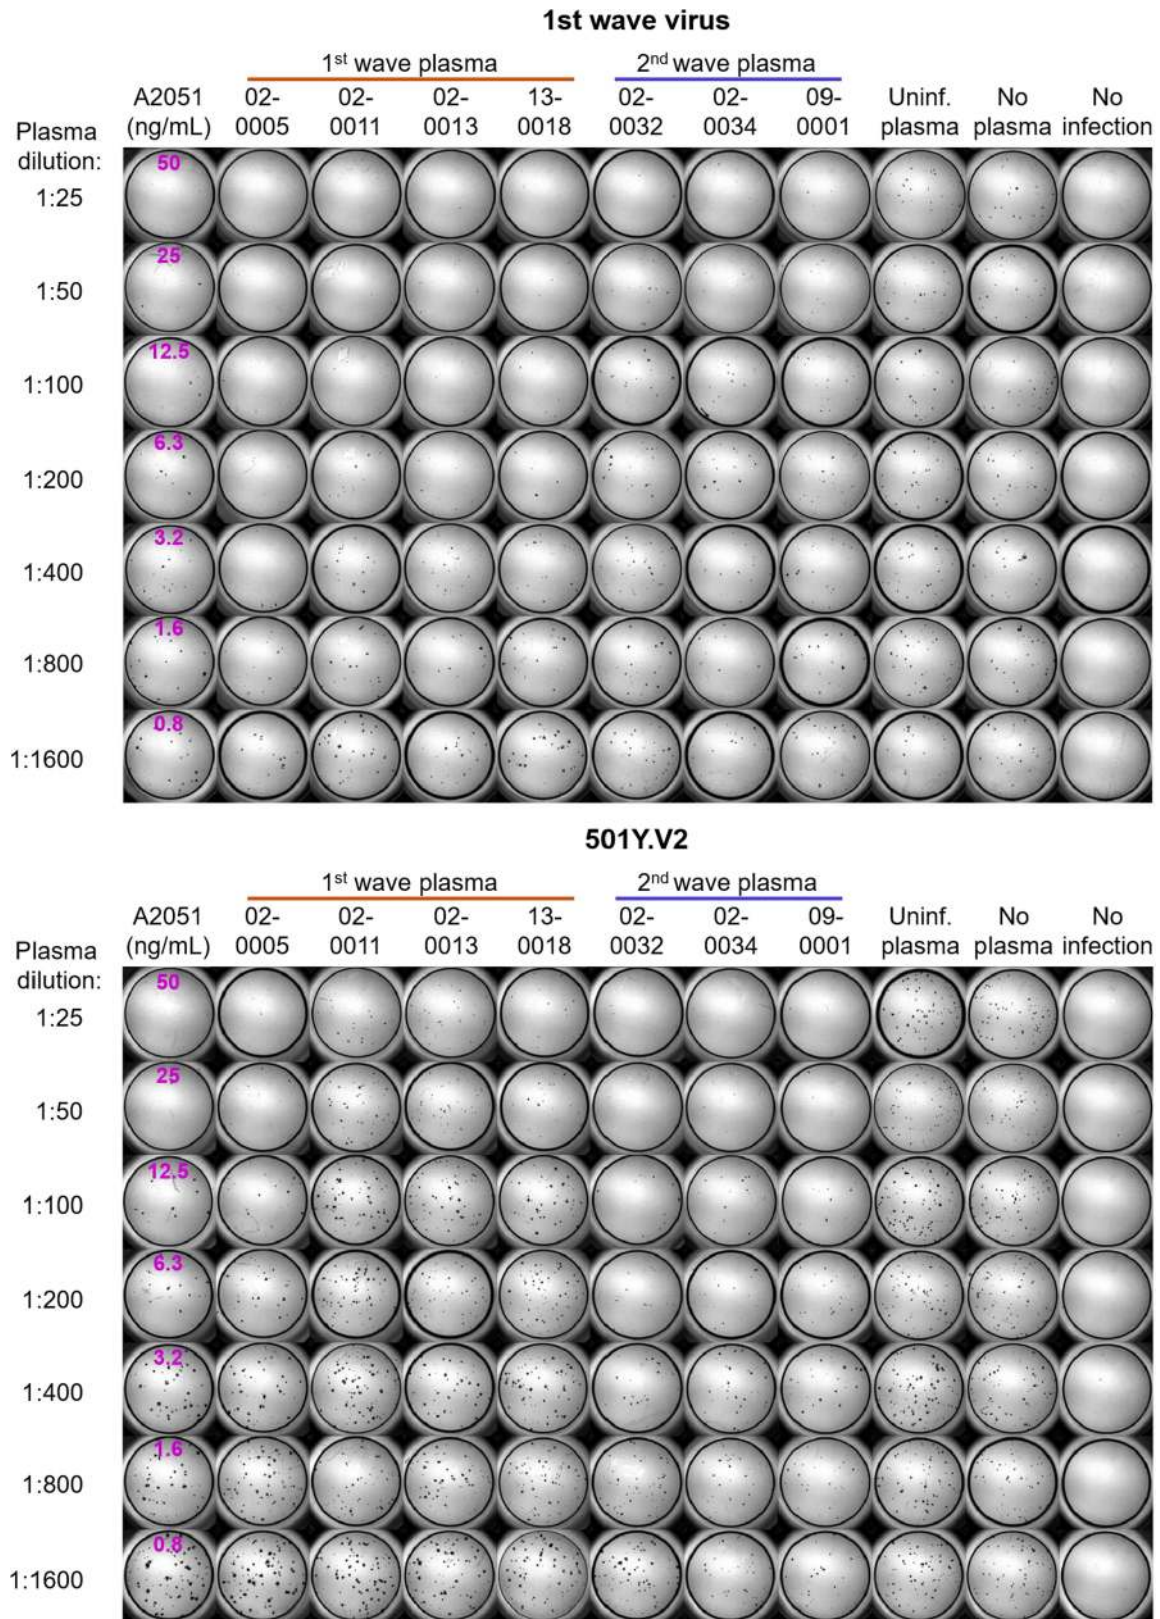 1st wave virus
1st wave plasma 2nd wave plasma
A2051 02- 02- 02- 13- 02- 02- 09- Uninf. No No
(ng/mL) 0005 0011 0013 0018 0032 0034 0001 plasma plasma infection
Plasma
dilution:
50
1:25
25
1:50
12.5
1:100
6.3
1:200
3.2
1:400
1.6
1:800
0.8
1:1600
501Y.V2
1st wave plasma 2nd wave plasma
A2051 02- 02- 02- 13- 02- 02- 09- Uninf. No No
(ng/mL) 0005 0011 0013 0018 0032 0034 0001 plasma plasma infection
Plasma
dilution:
50
1:25
25
1:50
12.5
1:100
6.3
1:200
3.2
1:400
1.6
1:800
0.8
1:1600